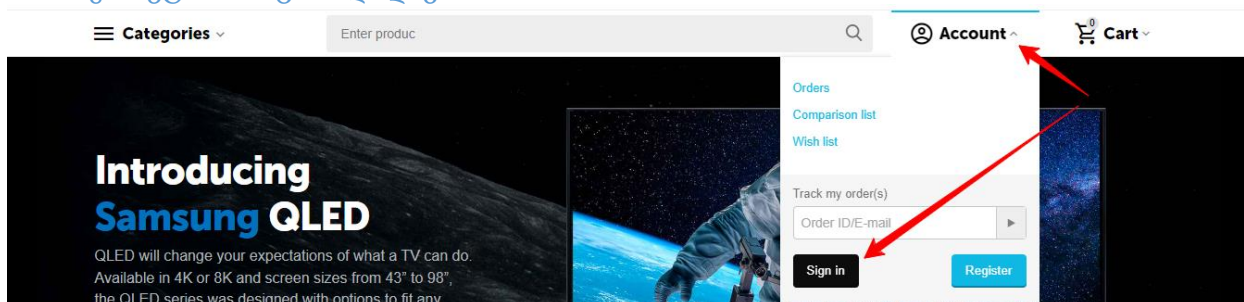 Categories
Enter produc
Account
0
Cart
Orders
Comparison list
Wish list
Introducing
Samsung QLED
Track my order(s)
Order ID/E-mail
QLED will change your expectations of what a TV can do.
Available in 4K or 8K and screen sizes from 43” to 98”,
the QLED series was designed with options to fit any
Sign in
Register